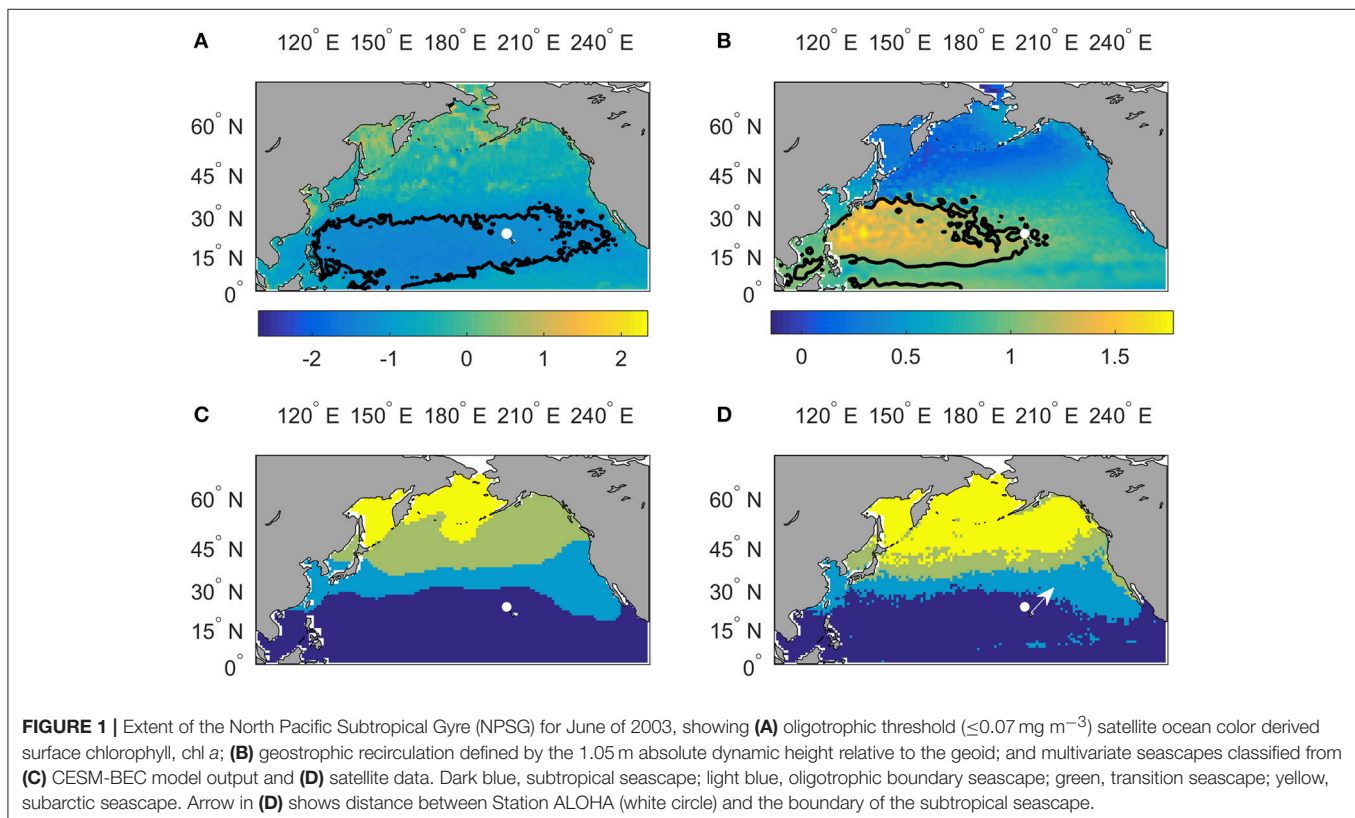 A 120° E 150° E 180° E 210° E 240° E
60° N
45° N
30° N
15° N
0°
-2 -1 0 1 2
B 120° E 150° E 180° E 210° E 240° E
60° N
45° N
30° N
15° N
0°
0 0.5 1 1.5
C 120° E 150° E 180° E 210° E 240° E
60° N
45° N
30° N
15° N
0°
D 120° E 150° E 180° E 210° E 240° E
60° N
45° N
30° N
15° N
0°
FIGURE 1 | Extent of the North Pacific Subtropical Gyre (NPSG) for June of 2003, showing (A) oligotrophic threshold (≤0.07 mg m⁻³) satellite ocean color derived
surface chlorophyll, chl a; (B) geostrophic recirculation defined by the 1.05 m absolute dynamic height relative to the geoid; and multivariate seascapes classified from
(C) CESM-BEC model output and (D) satellite data. Dark blue, subtropical seascape; light blue, oligotrophic boundary seascape; green, transition seascape; yellow,
subarctic seascape. Arrow in (D) shows distance between Station ALOHA (white circle) and the boundary of the subtropical seascape.